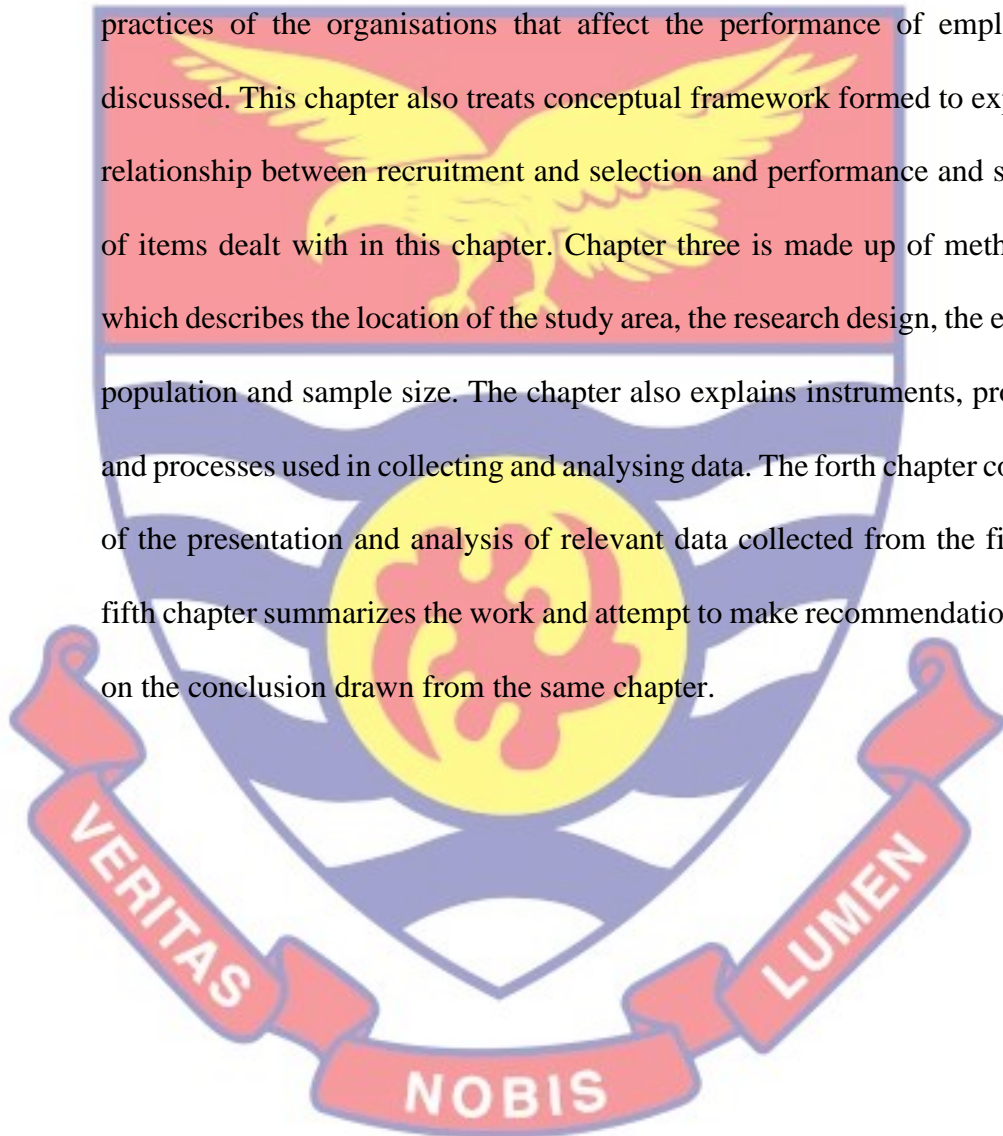 practices of the organisations that affect the performance of empl
discussed. This chapter also treats conceptual framework formed to exp
relationship between recruitment and selection and performance and s
of items dealt with in this chapter. Chapter three is made up of meth
which describes the location of the study area, the research design, the e
population and sample size. The chapter also explains instruments, pro
and processes used in collecting and analysing data. The forth chapter co
of the presentation and analysis of relevant data collected from the fi
fifth chapter summarizes the work and attempt to make recommendatio
on the conclusion drawn from the same chapter.
VERITAS
NOBIS
LUMEN